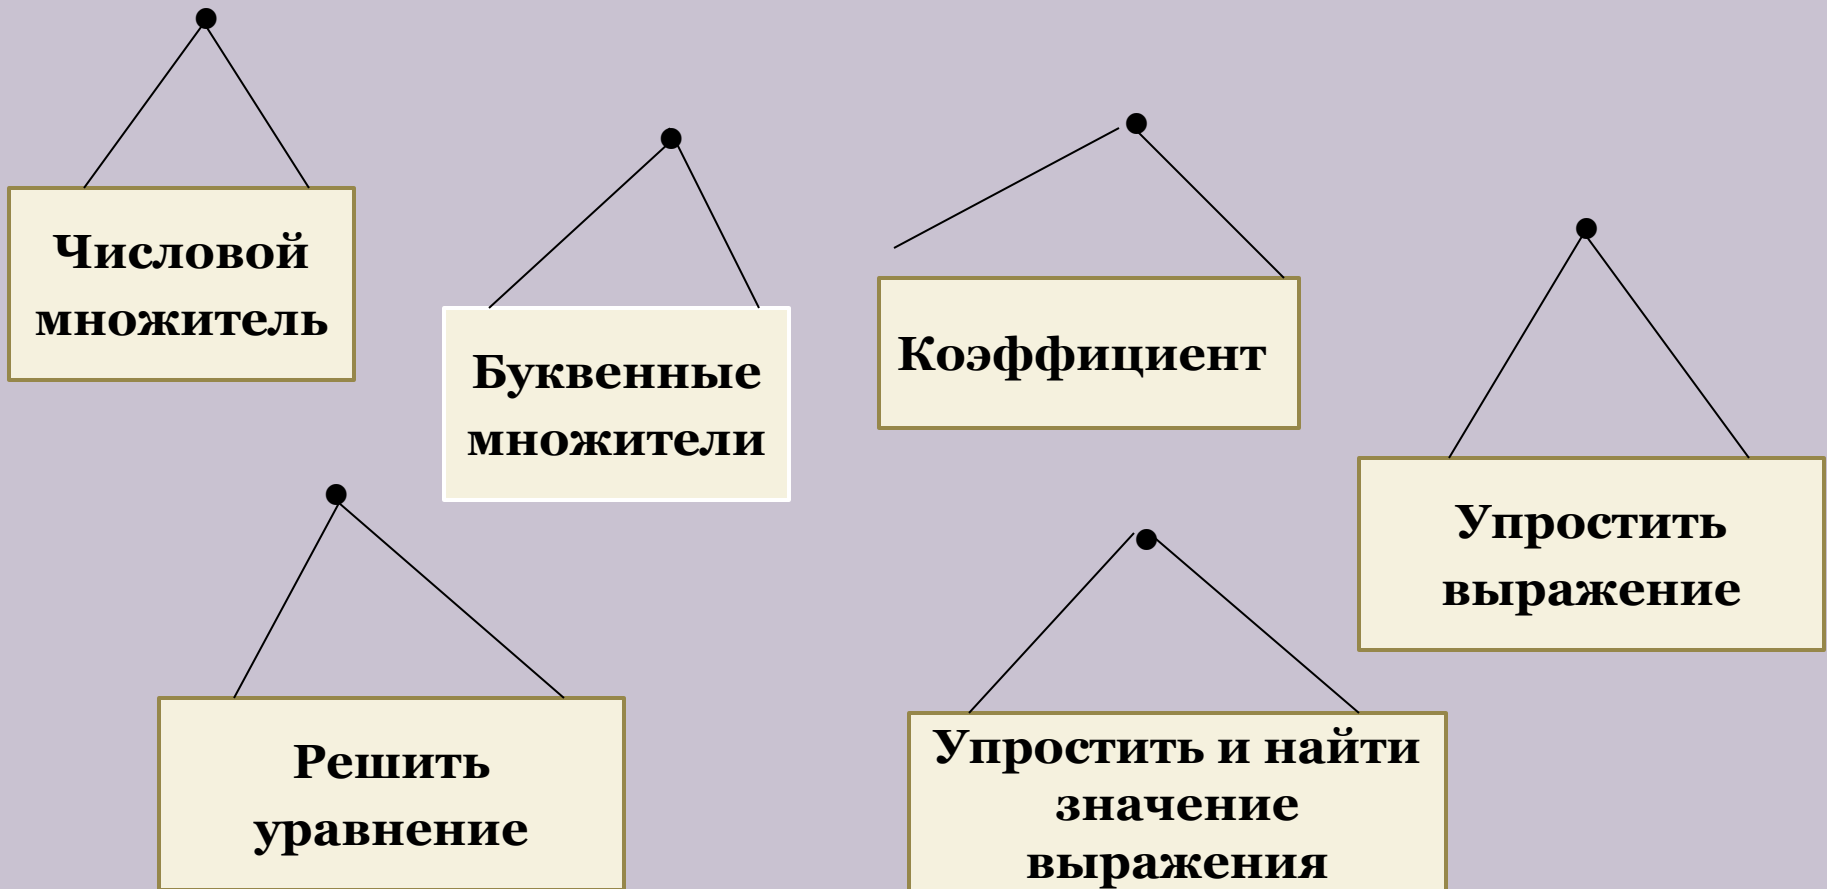 Числовой
множитель
Буквенные
множители
Коэффициент
Упростить
выражение
Решить
уравнение
Упростить и найти
значение
выражения